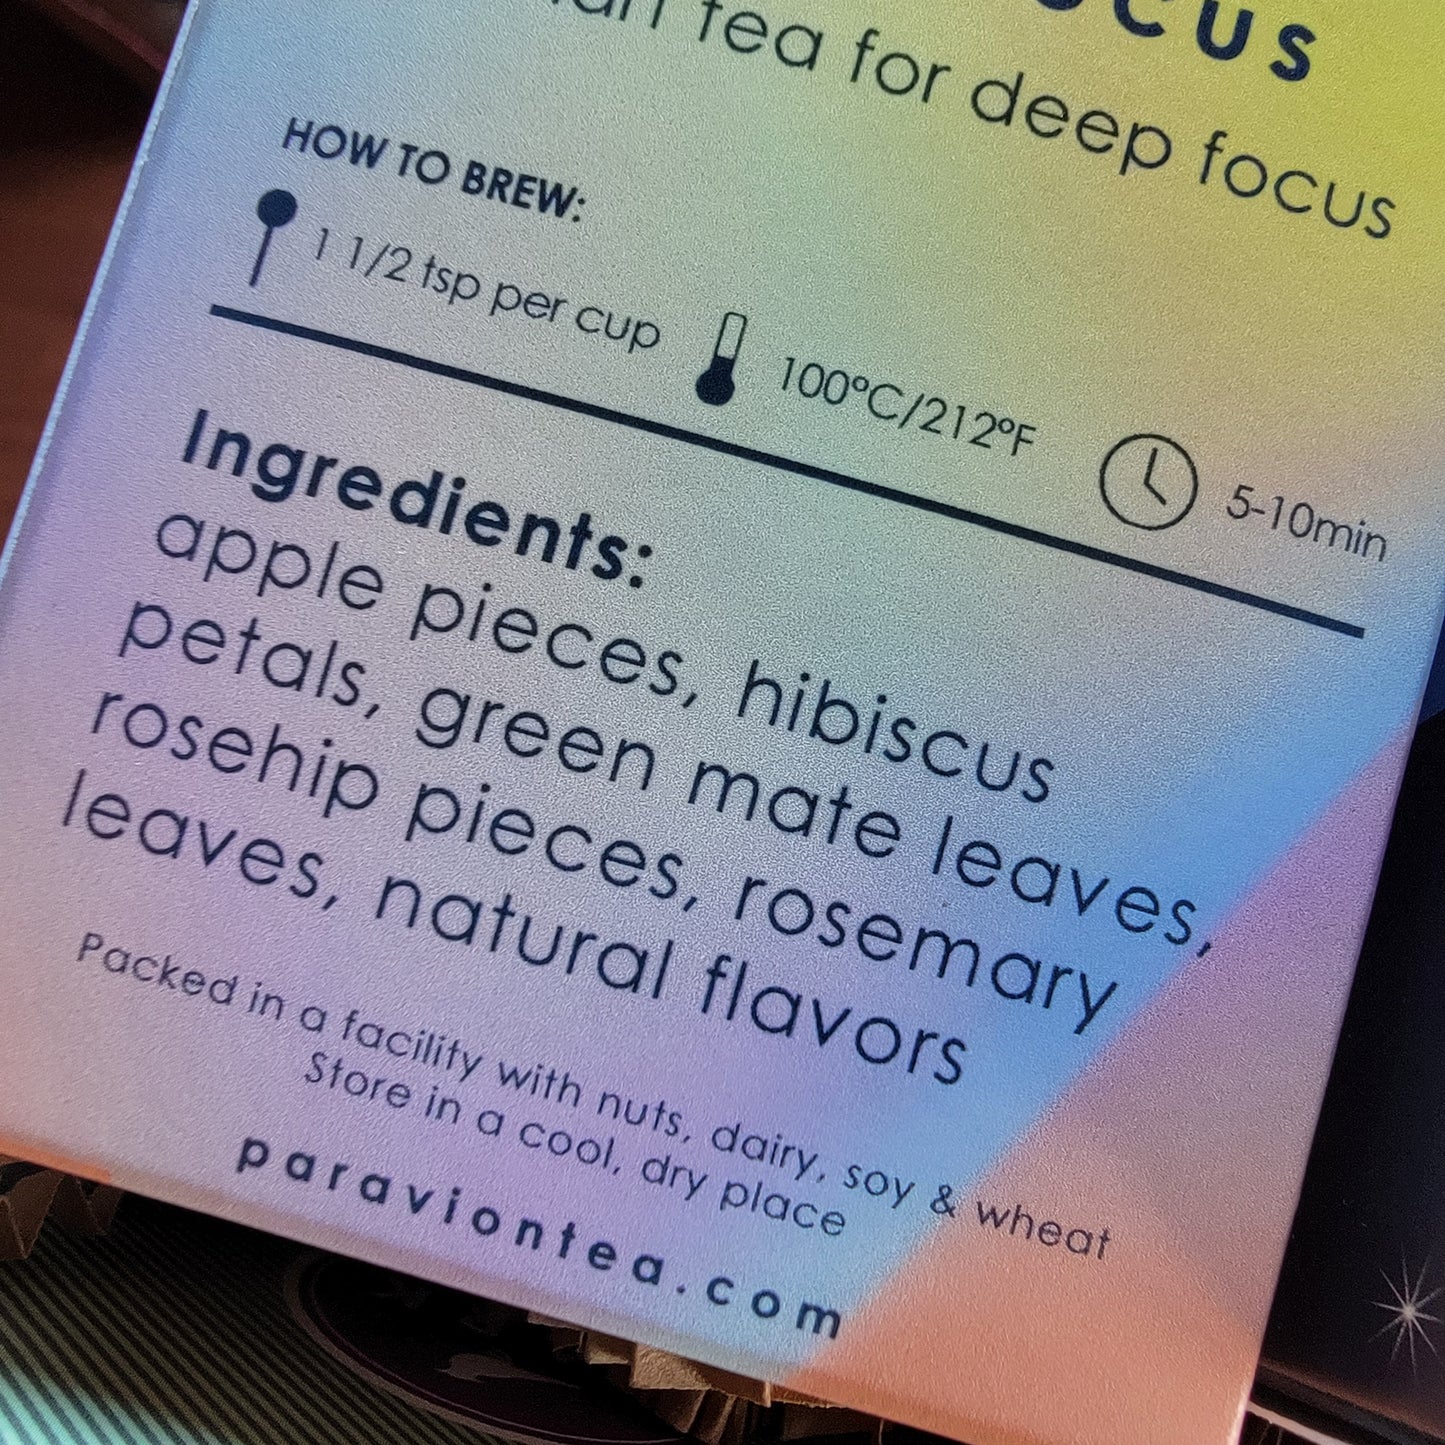 CUS
tea for deep focus
HOW TO BREW:
1 1/2 tsp per cup 100°C/212°F 5-10min
Ingredients:
apple pieces, hibiscus
petals, green mate leaves,
rosehip pieces, rosemary
leaves, natural flavors
Packed in a facility with nuts, dairy, soy & wheat
Store in a cool, dry place
paraviontea.com